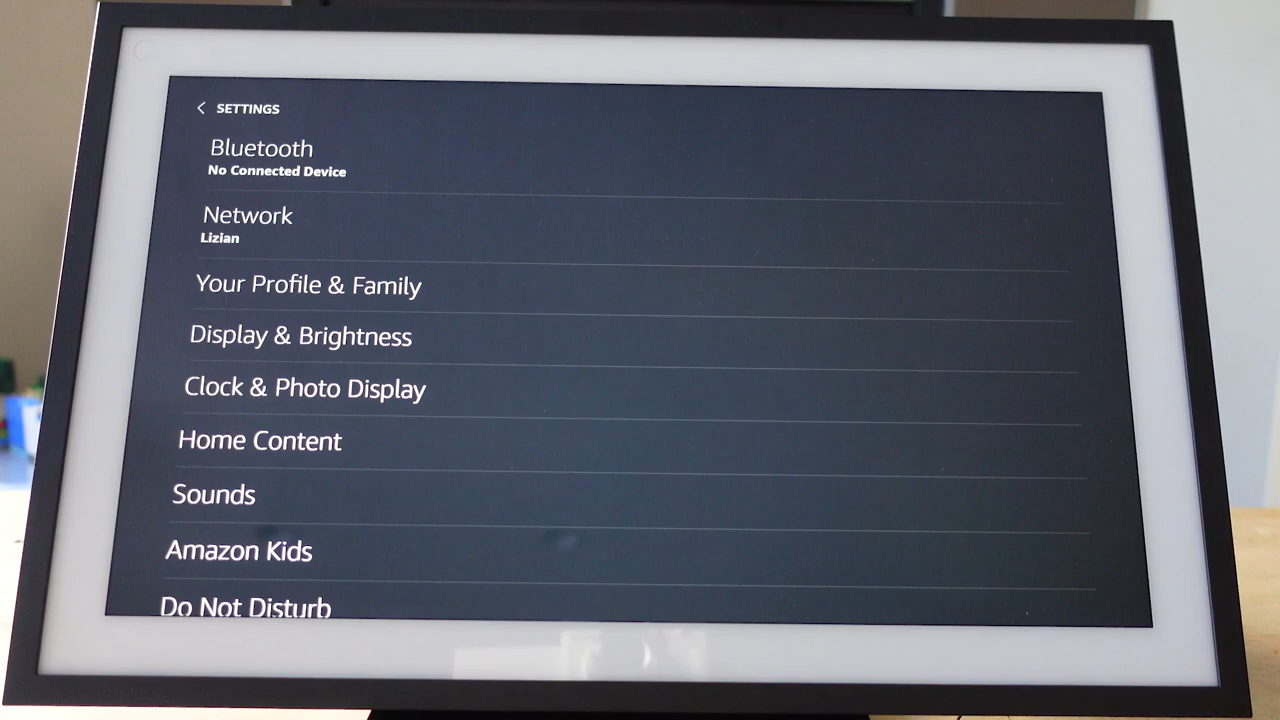 SETTINGS
Bluetooth
No Connected Device
Network
Lizian
Your Profile & Family
Display & Brightness
Clock & Photo Display
Home Content
Sounds
Amazon Kids
Do Not Disturb